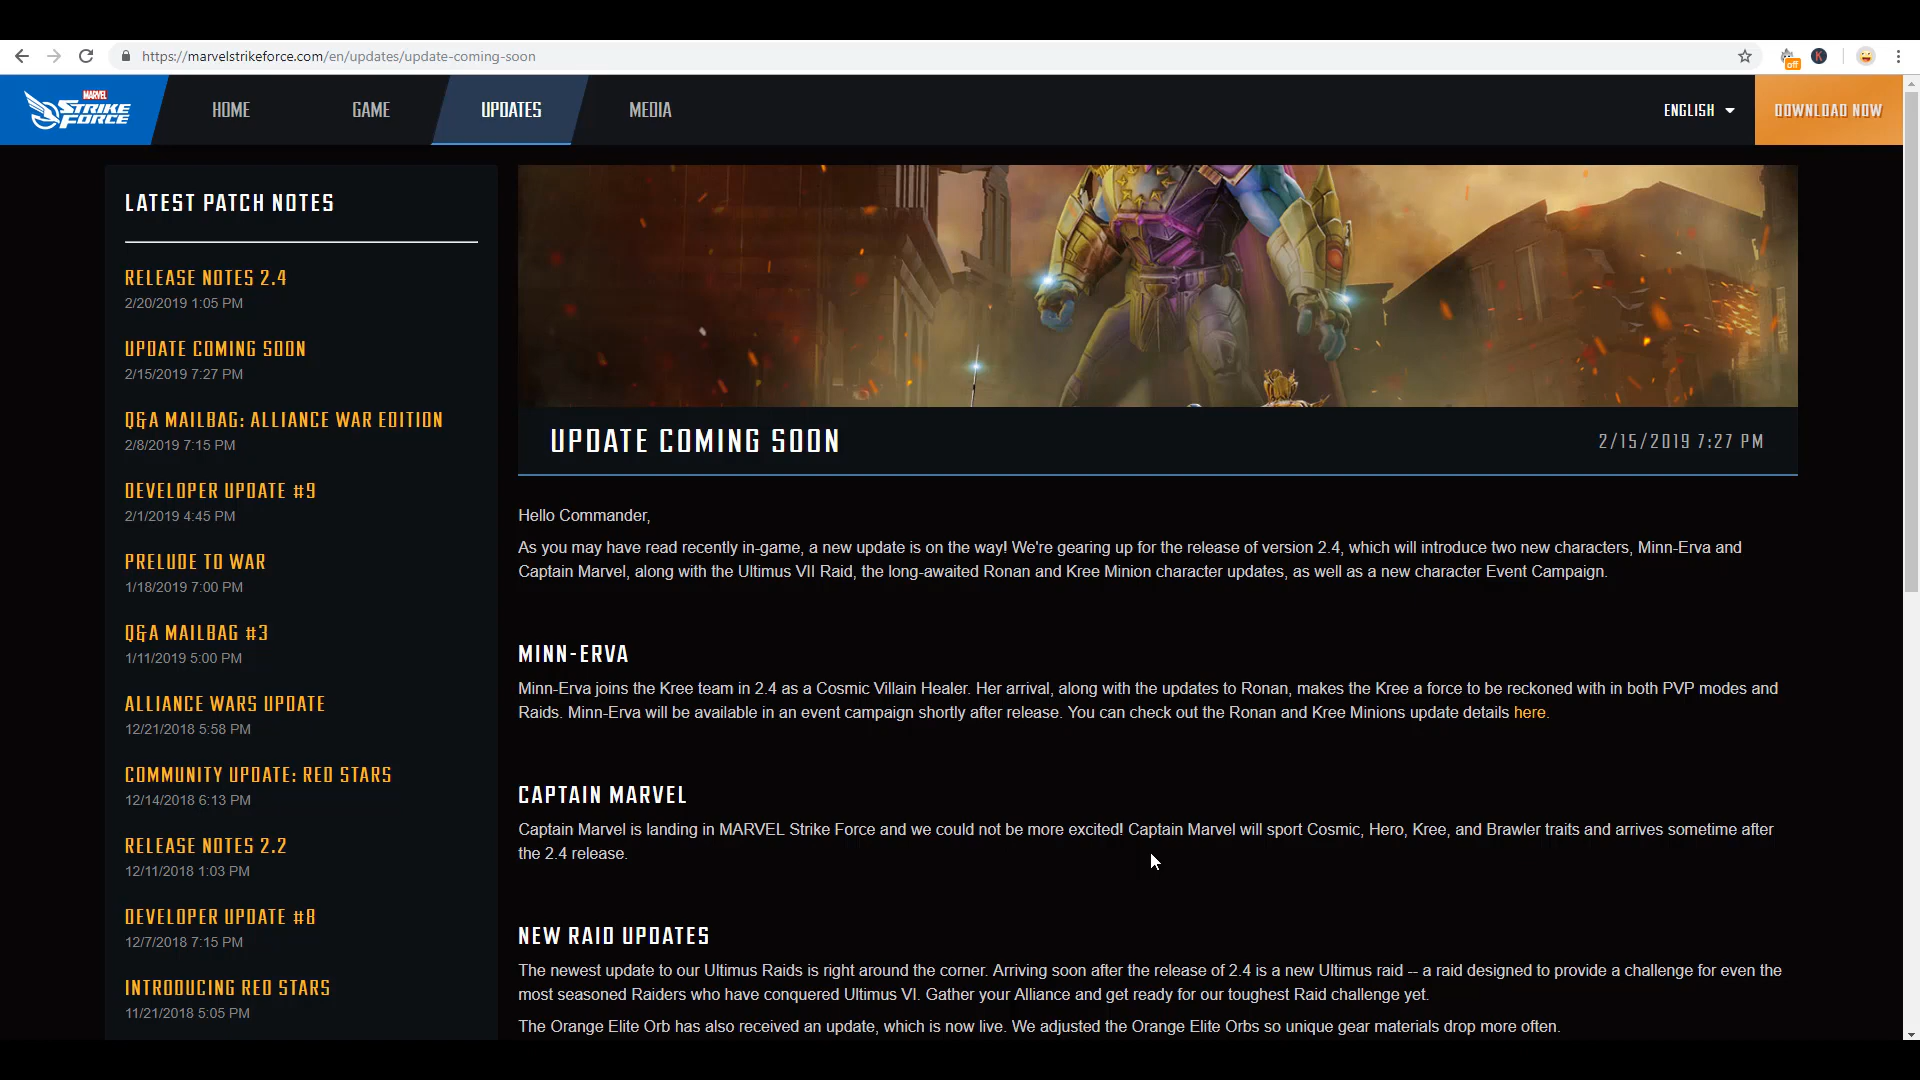 https://marvelstrikeforce.com/en/updates/update-coming-soon
off
K
MARVEL
STRIKE
FORCE
HOME
GAME
UPDATES
MEDIA
ENGLISH
DOWNLOAD NOW
LATEST PATCH NOTES
RELEASE NOTES 2.4
2/20/2019 1:05 PM
UPDATE COMING SOON
2/15/2019 7:27 PM
Q&A MAILBAG: ALLIANCE WAR EDITION
2/8/2019 7:15 PM
DEVELOPER UPDATE #9
2/1/2019 4:45 PM
PRELUDE TO WAR
1/18/2019 7:00 PM
Q&A MAILBAG #3
1/11/2019 5:00 PM
ALLIANCE WARS UPDATE
12/21/2018 5:58 PM
COMMUNITY UPDATE: RED STARS
12/14/2018 6:13 PM
RELEASE NOTES 2.2
12/11/2018 1:03 PM
DEVELOPER UPDATE #8
12/7/2018 7:15 PM
INTRODUCING RED STARS
11/21/2018 5:05 PM
UPDATE COMING SOON
2/15/2019 7:27 PM
Hello Commander,
As you may have read recently in-game, a new update is on the way! We're gearing up for the release of version 2.4, which will introduce two new characters, Minn-Erva and
Captain Marvel, along with the Ultimus VII Raid, the long-awaited Ronan and Kree Minion character updates, as well as a new character Event Campaign.
MINN-ERVA
Minn-Erva joins the Kree team in 2.4 as a Cosmic Villain Healer. Her arrival, along with the updates to Ronan, makes the Kree a force to be reckoned with in both PVP modes and
Raids. Minn-Erva will be available in an event campaign shortly after release. You can check out the Ronan and Kree Minions update details here.
CAPTAIN MARVEL
Captain Marvel is landing in MARVEL Strike Force and we could not be more excited! Captain Marvel will sport Cosmic, Hero, Kree, and Brawler traits and arrives sometime after
the 2.4 release.
NEW RAID UPDATES
The newest update to our Ultimus Raids is right around the corner. Arriving soon after the release of 2.4 is a new Ultimus raid -- a raid designed to provide a challenge for even the
most seasoned Raiders who have conquered Ultimus VI. Gather your Alliance and get ready for our toughest Raid challenge yet.
The Orange Elite Orb has also received an update, which is now live. We adjusted the Orange Elite Orbs so unique gear materials drop more often.